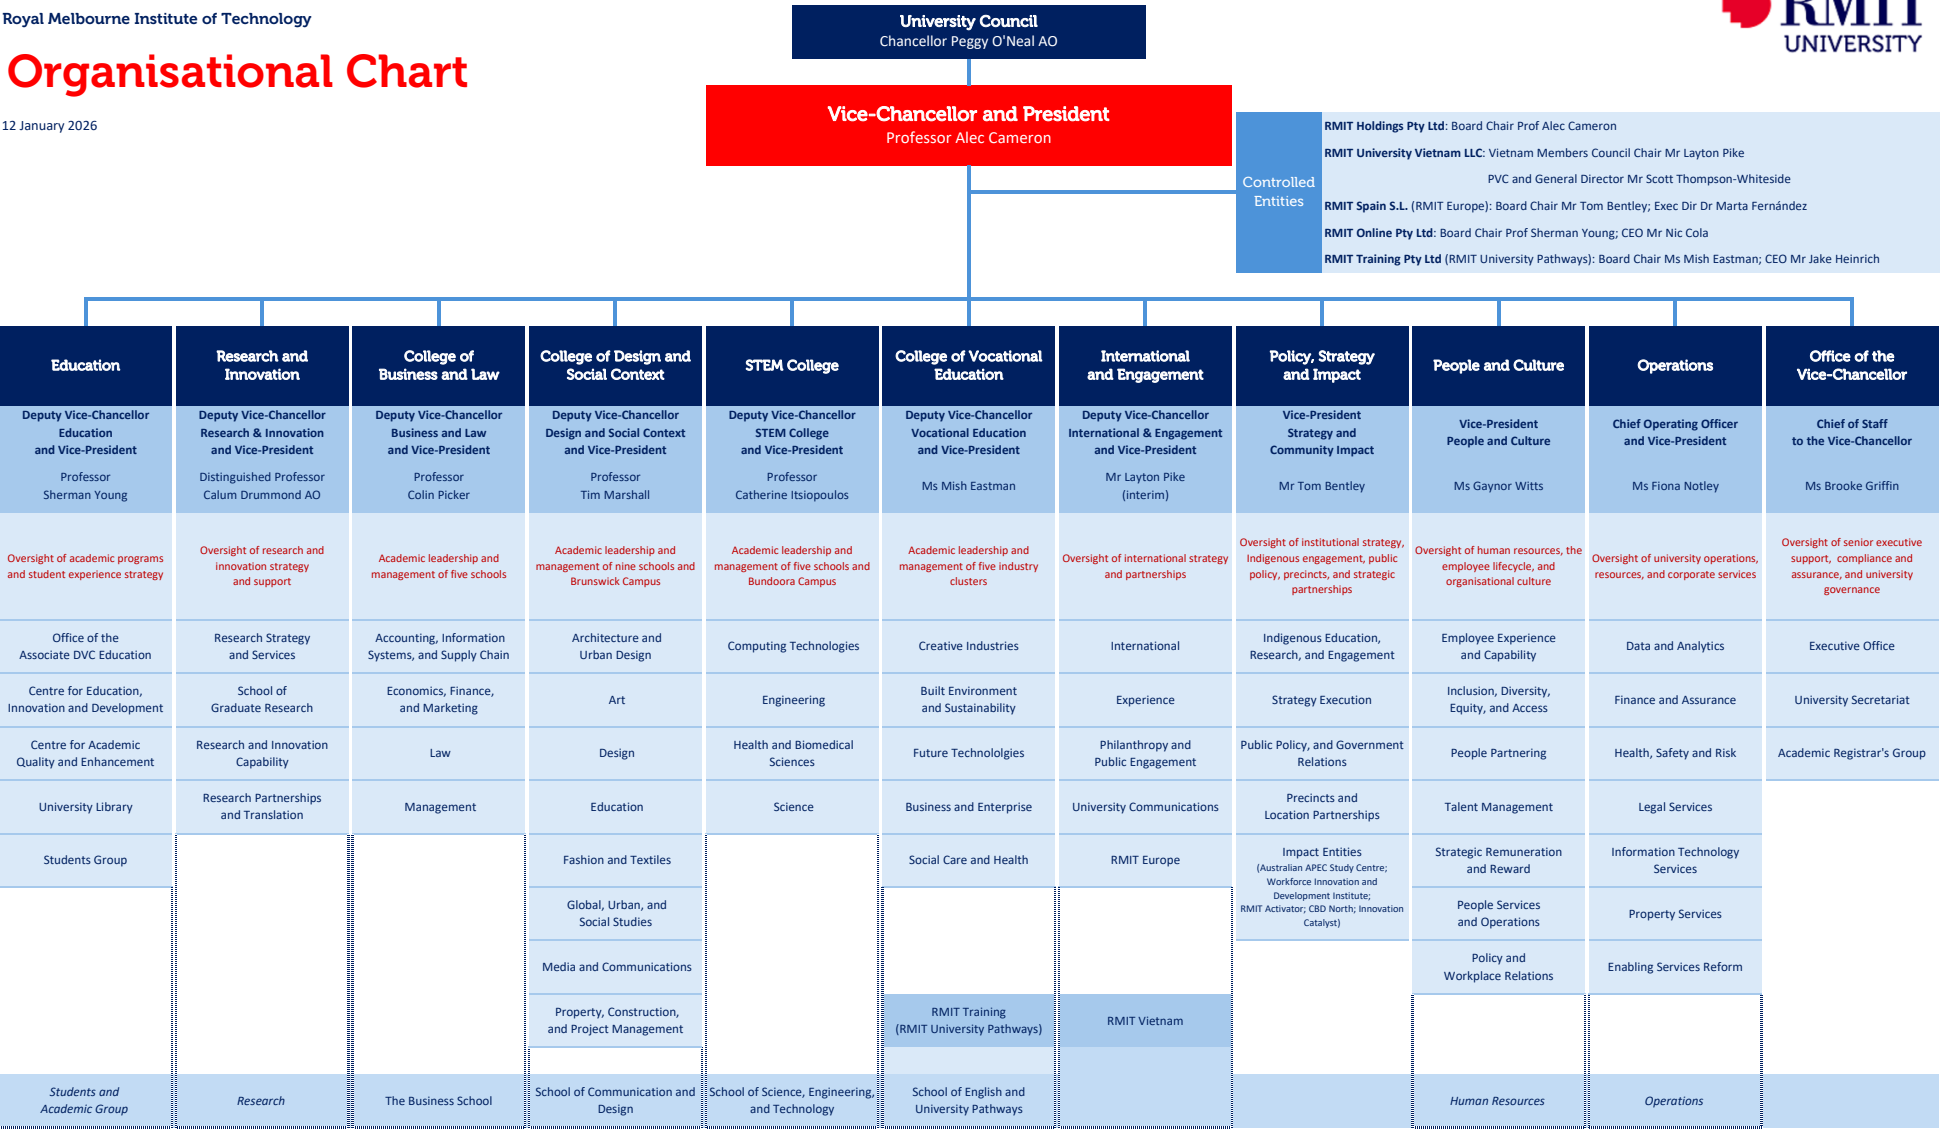 Royal Melbourne Institute of Technology
Organisational Chart
12 January 2026
University Council
Chancellor Peggy O'Neal AO
RMIT
UNIVERSITY
Vice-Chancellor and President
Professor Alec Cameron
Controlled
Entities
RMIT Holdings Pty Ltd: Board Chair Prof Alec Cameron
RMIT University Vietnam LLC: Vietnam Members Council Chair Mr Layton Pike
PVC and General Director Mr Scott Thompson-Whiteside
RMIT Spain S.L. (RMIT Europe): Board Chair Mr Tom Bentley; Exec Dir Dr Marta Fernández
RMIT Online Pty Ltd: Board Chair Prof Sherman Young; CEO Mr Nic Cola
RMIT Training Pty Ltd (RMIT University Pathways): Board Chair Ms Mish Eastman; CEO Mr Jake Heinrich
Education
Deputy Vice-Chancellor
Education
and Vice-President
Professor
Sherman Young
Oversight of academic programs
and student experience strategy
Office of the
Associate DVC Education
Centre for Education,
Innovation and Development
Centre for Academic
Quality and Enhancement
University Library
Students Group
Students and
Academic Group
Research and
Innovation
Deputy Vice-Chancellor
Research & Innovation
and Vice-President
Distinguished Professor
Calum Drummond AO
Oversight of research and
innovation strategy
and support
Research Strategy
and Services
School of
Graduate Research
Research and Innovation
Capability
Research Partnerships
and Translation
Research
College of
Business and Law
Deputy Vice-Chancellor
Business and Law
and Vice-President
Professor
Colin Picker
Academic leadership and
management of five schools
Accounting, Information
Systems, and Supply Chain
Economics, Finance,
and Marketing
Law
Management
The Business School
College of Design and
Social Context
Deputy Vice-Chancellor
Design and Social Context
and Vice-President
Professor
Tim Marshall
Academic leadership and
management of nine schools and
Brunswick Campus
Architecture and
Urban Design
Art
Design
Education
Fashion and Textiles
Global, Urban, and
Social Studies
Media and Communications
Property, Construction,
and Project Management
School of Communication and
Design
STEM College
Deputy Vice-Chancellor
STEM College
and Vice-President
Professor
Catherine Itsiopoulos
Academic leadership and
management of five schools and
Bundoora Campus
Computing Technologies
Engineering
Health and Biomedical
Sciences
Science
School of Science, Engineering,
and Technology
College of Vocational
Education
Deputy Vice-Chancellor
Vocational Education
and Vice-President
Ms Mish Eastman
Academic leadership and
management of five industry
clusters
Creative Industries
Built Environment
and Sustainability
Future Technololgies
Business and Enterprise
Social Care and Health
RMIT Training
(RMIT University Pathways)
School of English and
University Pathways
International
and Engagement
Deputy Vice-Chancellor
International & Engagement
and Vice-President
Mr Layton Pike
(interim)
Oversight of international strategy
and partnerships
International
Experience
Philanthropy and
Public Engagement
University Communications
RMIT Europe
RMIT Vietnam
Policy, Strategy
and Impact
Vice-President
Strategy and
Community Impact
Mr Tom Bentley
Oversight of institutional strategy,
Indigenous engagement, public
policy, precincts, and strategic
partnerships
Indigenous Education,
Research, and Engagement
Strategy Execution
Public Policy, and Government
Relations
Precincts and
Location Partnerships
Impact Entities
(Australian APEC Study Centre;
Workforce Innovation and
Development Institute;
RMIT Activator; CBD North; Innovation
Catalyst)
People and Culture
Vice-President
People and Culture
Ms Gaynor Witts
Oversight of human resources, the
employee lifecycle, and
organisational culture
Employee Experience
and Capability
Inclusion, Diversity,
Equity, and Access
People Partnering
Talent Management
Strategic Remuneration
and Reward
People Services
and Operations
Policy and
Workplace Relations
Human Resources
Operations
Chief Operating Officer
and Vice-President
Ms Fiona Notley
Oversight of university operations,
resources, and corporate services
Data and Analytics
Finance and Assurance
Health, Safety and Risk
Legal Services
Information Technology
Services
Property Services
Enabling Services Reform
Operations
Office of the
Vice-Chancellor
Chief of Staff
to the Vice-Chancellor
Ms Brooke Griffin
Oversight of senior executive
support, compliance and
assurance, and university
governance
Executive Office
University Secretariat
Academic Registrar's Group